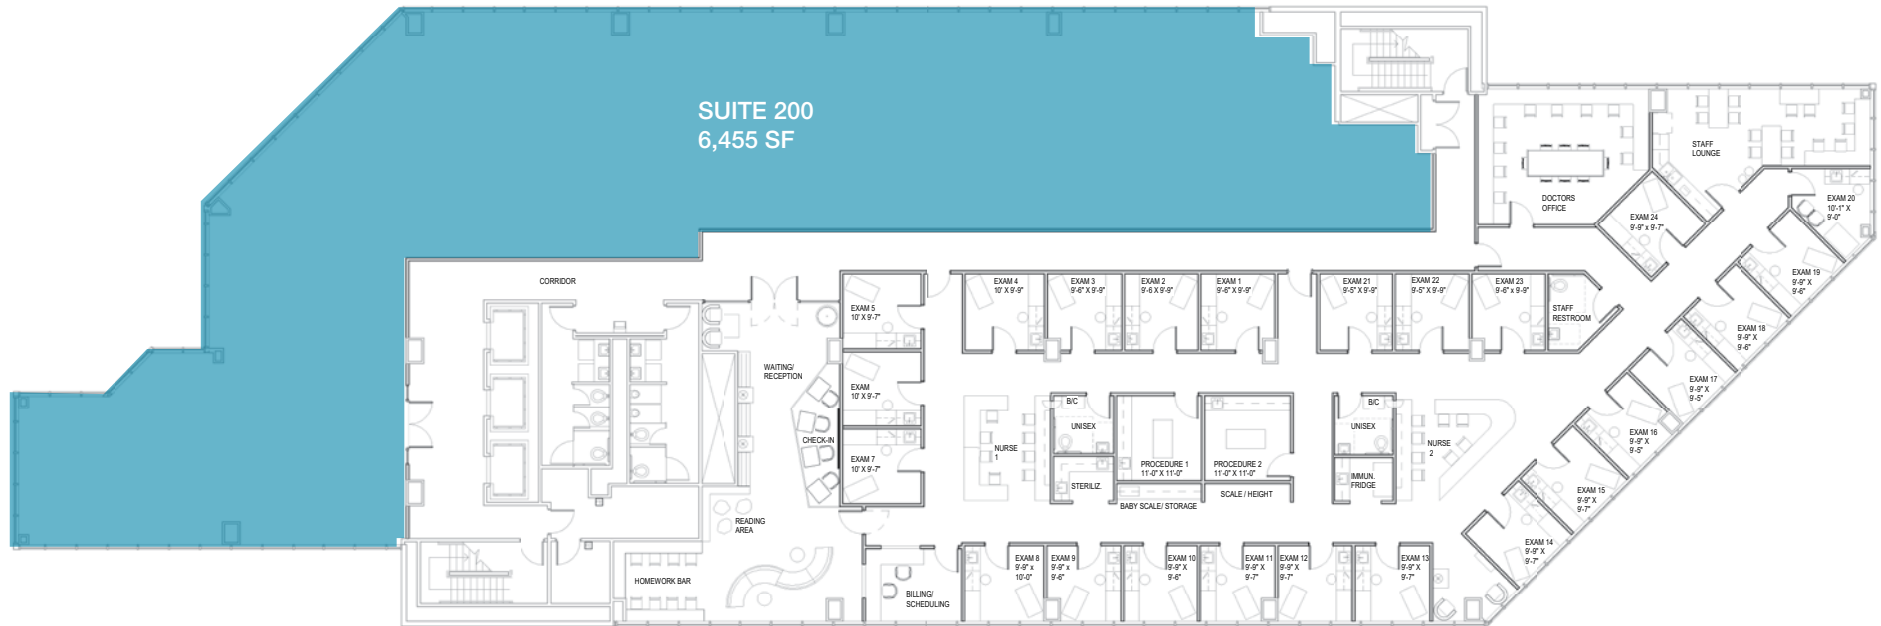 SUITE 200
6,455 SF
STAFF
LOUNGE
DOCTORS
OFFICE
EXAM 20
10'-1" X
9'-0"
EXAM 24
9'-9" x 9'-7"
CORRIDOR
EXAM 5
10' X 9'-7"
EXAM 4
10' X 9'-9"
EXAM 3
9'-6" X 9'-9"
EXAM 2
9'-6 X 9'-9"
EXAM 1
9'-6" X 9'-9"
EXAM 21
9'-5" X 9'-9"
EXAM 22
9'-5" X 9'-9"
EXAM 23
9'-6" x 9'-9"
STAFF
RESTROOM
EXAM 19
9'-9" X
9'-6"
EXAM 18
9'-9" X
9'-6"
WAITING/
RECEPTION
EXAM
10' X 9'-7"
EXAM 17
9'-9" X
9'-5"
B/C
UNISEX
B/C
UNISEX
CHECK-IN
EXAM 7
10' X 9'-7"
NURSE
1
PROCEDURE 1
11'-0" X 11'-0"
PROCEDURE 2
11'-0" X 11'-0"
NURSE
2
EXAM 16
9'-9" X
9'-5"
STERILIZ.
IMMUN.
FRIDGE
SCALE / HEIGHT
BABY SCALE/ STORAGE
EXAM 15
9'-9" X
9'-7"
READING
AREA
EXAM 14
9'-9" X
9'-7"
HOMEWORK BAR
BILLING/
SCHEDULING
EXAM 8
9'-9" x
10'-0"
EXAM 9
9'-9" x
9'-6"
EXAM 10
9'-9" X
9'-6"
EXAM 11
9'-9" X
9'-7"
EXAM 12
9'-9" X
9'-7"
EXAM 13
9'-9" X
9'-7"